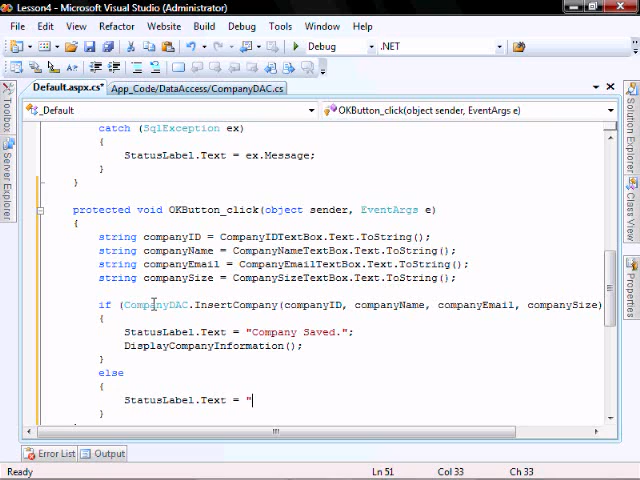 Lesson4 - Microsoft Visual Studio (Administrator)
File Edit View Refactor Website Build Debug Tools Window Help
Debug .NET
Default.aspx.cs* App_Code/DataAccess/CompanyDAC.cs
_Default OKButton_click(object sender, EventArgs e)
Toolbox
Server Explorer
Solution Explorer
Class View
Properties
catch (SqlException ex)
{
StatusLabel.Text = ex.Message;
}
}
protected void OKButton_click(object sender, EventArgs e)
{
string companyID = CompanyIDTextBox.Text.ToString();
string companyName = CompanyNameTextBox.Text.ToString();
string companyEmail = CompanyEmailTextBox.Text.ToString();
string companySize = CompanySizeTextBox.Text.ToString();
if (CompanyDAC.InsertCompany(companyID, companyName, companyEmail, companySize)
{
StatusLabel.Text = "Company Saved.";
DisplayCompanyInformation();
}
else
{
StatusLabel.Text = "
}
Error List Output
Ready Ln 51 Col 33 Ch 33